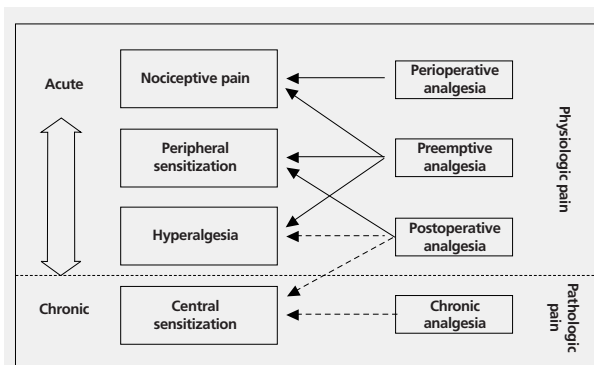 Acute
Nociceptive pain
Perioperative
analgesia
Peripheral
sensitization
Preemptive
analgesia
Hyperalgesia
Postoperative
analgesia
Physiologic pain
Chronic
Central
sensitization
Chronic
analgesia
Pathologic
pain